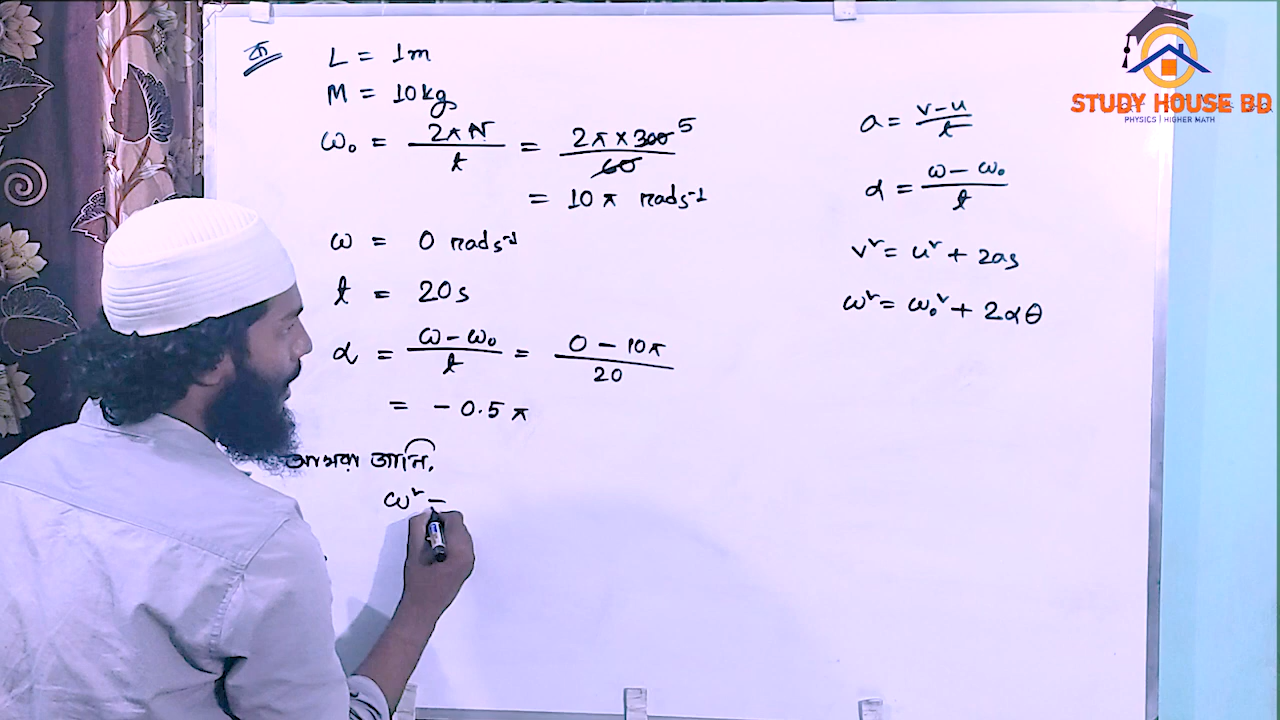 ক
L = 1m
M = 10kg
ω₀ = 2πN/t = 2π×300/60 5
= 10π rads⁻¹
ω = 0 rads⁻¹
t = 20s
α = ω-ω₀/t = 0-10π/20
= -0.5π
আমরা জানি,
ω² =
a = v-u/t
α = ω-ω₀/t
v² = u² + 2as
ω² = ω₀² + 2αθ
STUDY HOUSE BD
PHYSICS | HIGHER MATH